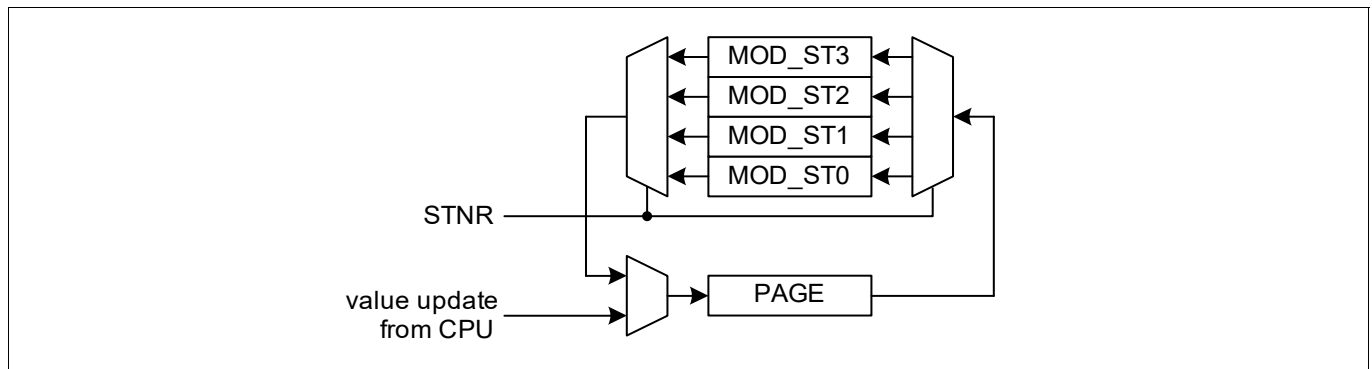 MOD_ST3
MOD_ST2
MOD_ST1
MOD_ST0
STNR
value update
from CPU
PAGE